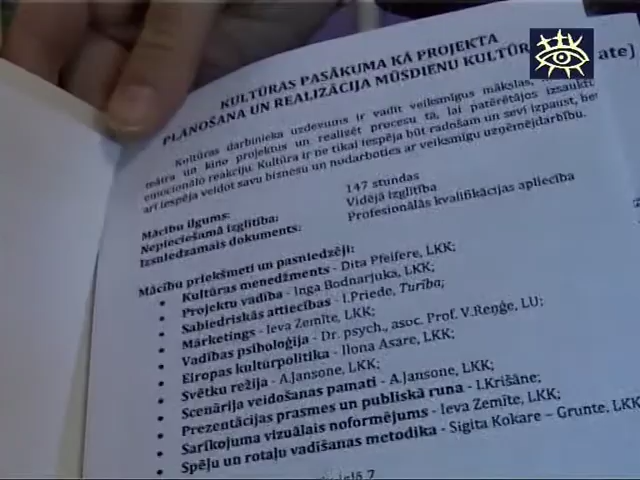 KULTŪRAS PASĀKUMA KĀ PROJEKTA
PLĀNOŠANA UN REALIZĀCIJA MŪSDIENU KULTŪR ate)
Kultūras darbinieka uzdevums ir vadīt veiksmīgus mākslas,
teātra un kino projektus un realizēt procesu tā, lai patērētājos izsauktu
emocionālo reakciju. Kultūra ir ne tikai iespēja būt radošam un sevi izpaust, bet
arī iespēja veidot savu biznesu un nodarboties ar veiksmīgu uzņēmējdarbību.
Mācību ilgums: 147 stundas
Nepieciešamā izglītība: Vidējā izglītība
Izsniedzamais dokuments: Profesionālās kvalifikācijas apliecība
Mācību priekšmeti un pasniedzēji:
• Kultūras menedžments - Dita Pfeifere, LKK;
• Projektu vadība - Inga Bodnarjuka, LKK;
• Sabiedriskās attiecības - I.Priede, Turība;
• Mārketings - Ieva Zemīte, LKK;
• Vadības psiholoģija - Dr. psych., asoc. Prof. V.Reņģe, LU;
• Eiropas kultūrpolitika - Ilona Asare, LKK;
• Svētku režija - A.Jansone, LKK;
• Scenārija veidošanas pamati - A.Jansone, LKK;
• Prezentācijas prasmes un publiskā runa - I.Krišāne;
• Sarīkojuma vizuālais noformējums - Ieva Zemīte, LKK;
• Spēju un rotaļu vadīšanas metodika - Sigita Kokare – Grunte, LKK